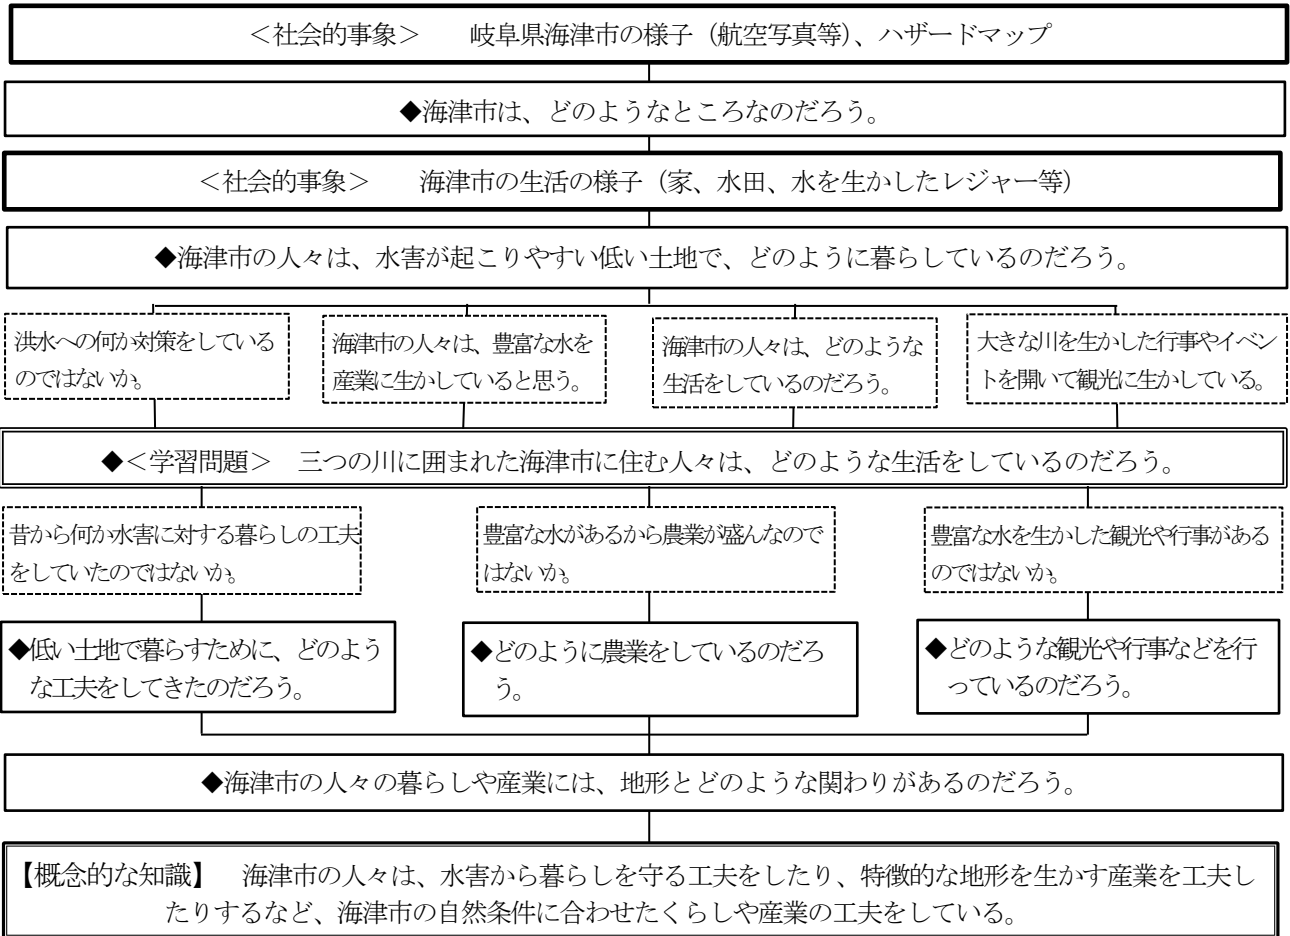 <社会的事象>　岐阜県海津市の様子（航空写真等）、ハザードマップ
◆海津市は、どのようなところなのだろう。
<社会的事象>　海津市の生活の様子（家、水田、水を生かしたレジャー等）
◆海津市の人々は、水害が起こりやすい低い土地で、どのように暮らしているのだろう。
洪水への何か対策をしている
のではないか。
海津市の人々は、豊富な水を
産業に生かしていると思う。
海津市の人々は、どのような
生活をしているのだろう。
大きな川を生かした行事やイベン
トを開いて観光に生かしている。
◆<学習問題>　三つの川に囲まれた海津市に住む人々は、どのような生活をしているのだろう。
昔から何か水害に対する暮らしの工夫
をしていたのではないか。
豊富な水があるから農業が盛んなので
はないか。
豊富な水を生かした観光や行事がある
のではないか。
◆低い土地で暮らすために、どのよう
な工夫をしてきたのだろう。
◆どのように農業をしているのだろ
う。
◆どのような観光や行事などを行
っているのだろう。
◆海津市の人々の暮らしや産業には、地形とどのような関わりがあるのだろう。
【概念的な知識】　海津市の人々は、水害から暮らしを守る工夫をしたり、特徴的な地形を生かす産業を工夫し
たりするなど、海津市の自然条件に合わせたくらしや産業の工夫をしている。